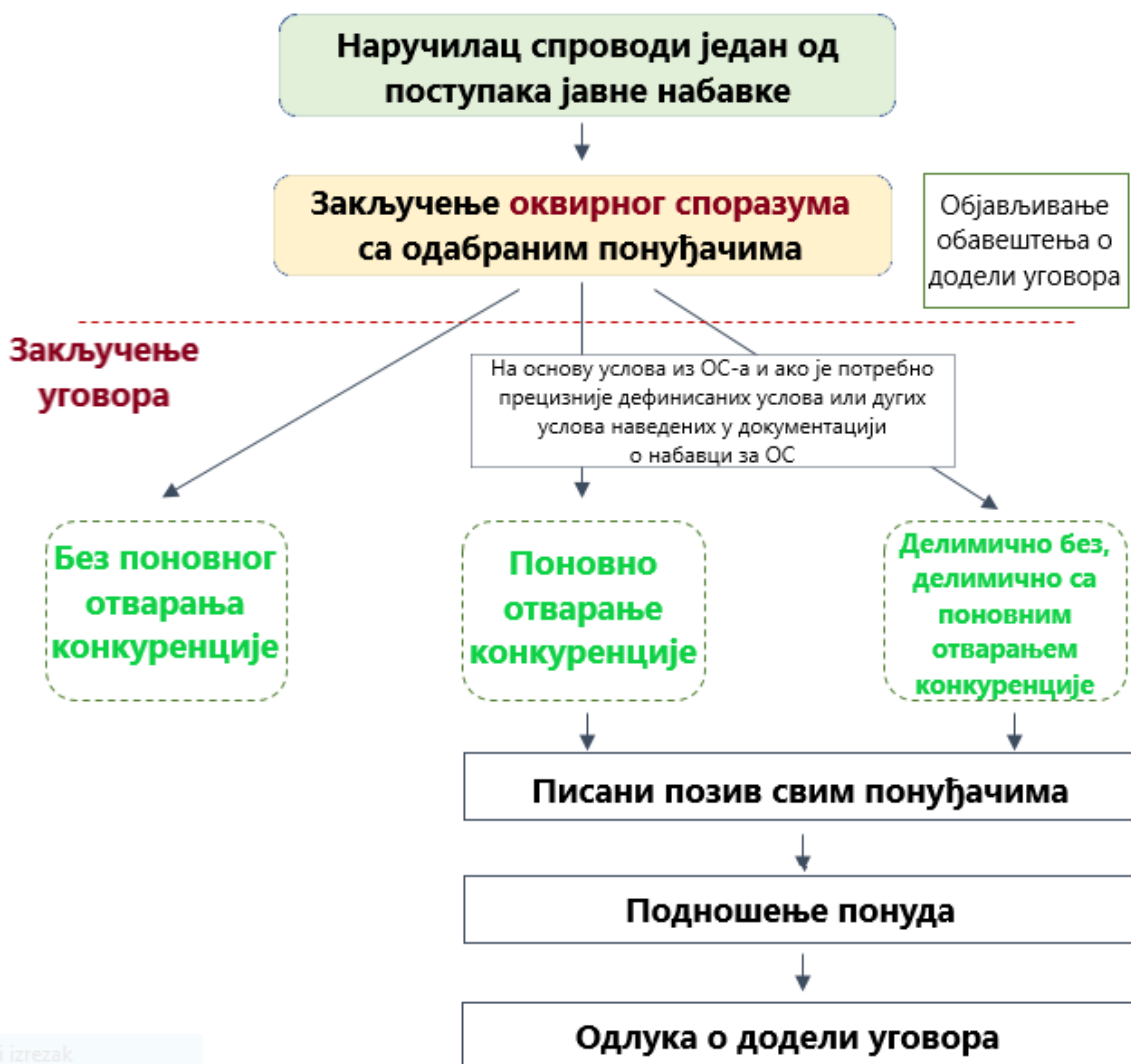 Наручилац спроводи један од
поступака јавне набавке
Закључење оквирног споразума
са одабраним понуђачима
Објављивање
обавештења о
додели уговора
Закључење
уговора
На основу услова из ОС-а и ако је потребно
прецизније дефинисаних услова или дугих
услова наведених у документацији
о набавци за ОС
Без поновног
отварања
конкуренције
Поновно
отварање
конкуренције
Делимично без,
делимично са
поновним
отварањем
конкуренције
Писани позив свим понуђачима
Подношење понуда
Одлука о додели уговора
i izrezak